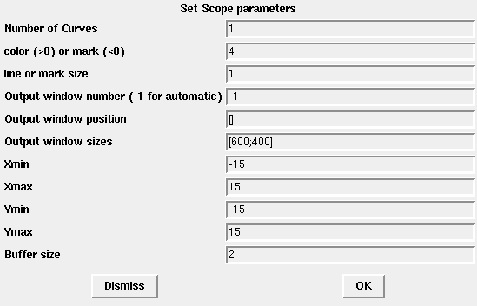 Set Scope parameters
Number of Curves 1
color (>0) or mark (<0) 4
line or mark size 1
Output window number ( 1 for automatic) 1
Output window position []
Output window sizes [600;400]
Xmin -15
Xmax 15
Ymin 15
Ymax 15
Buffer size 2
Dismiss OK